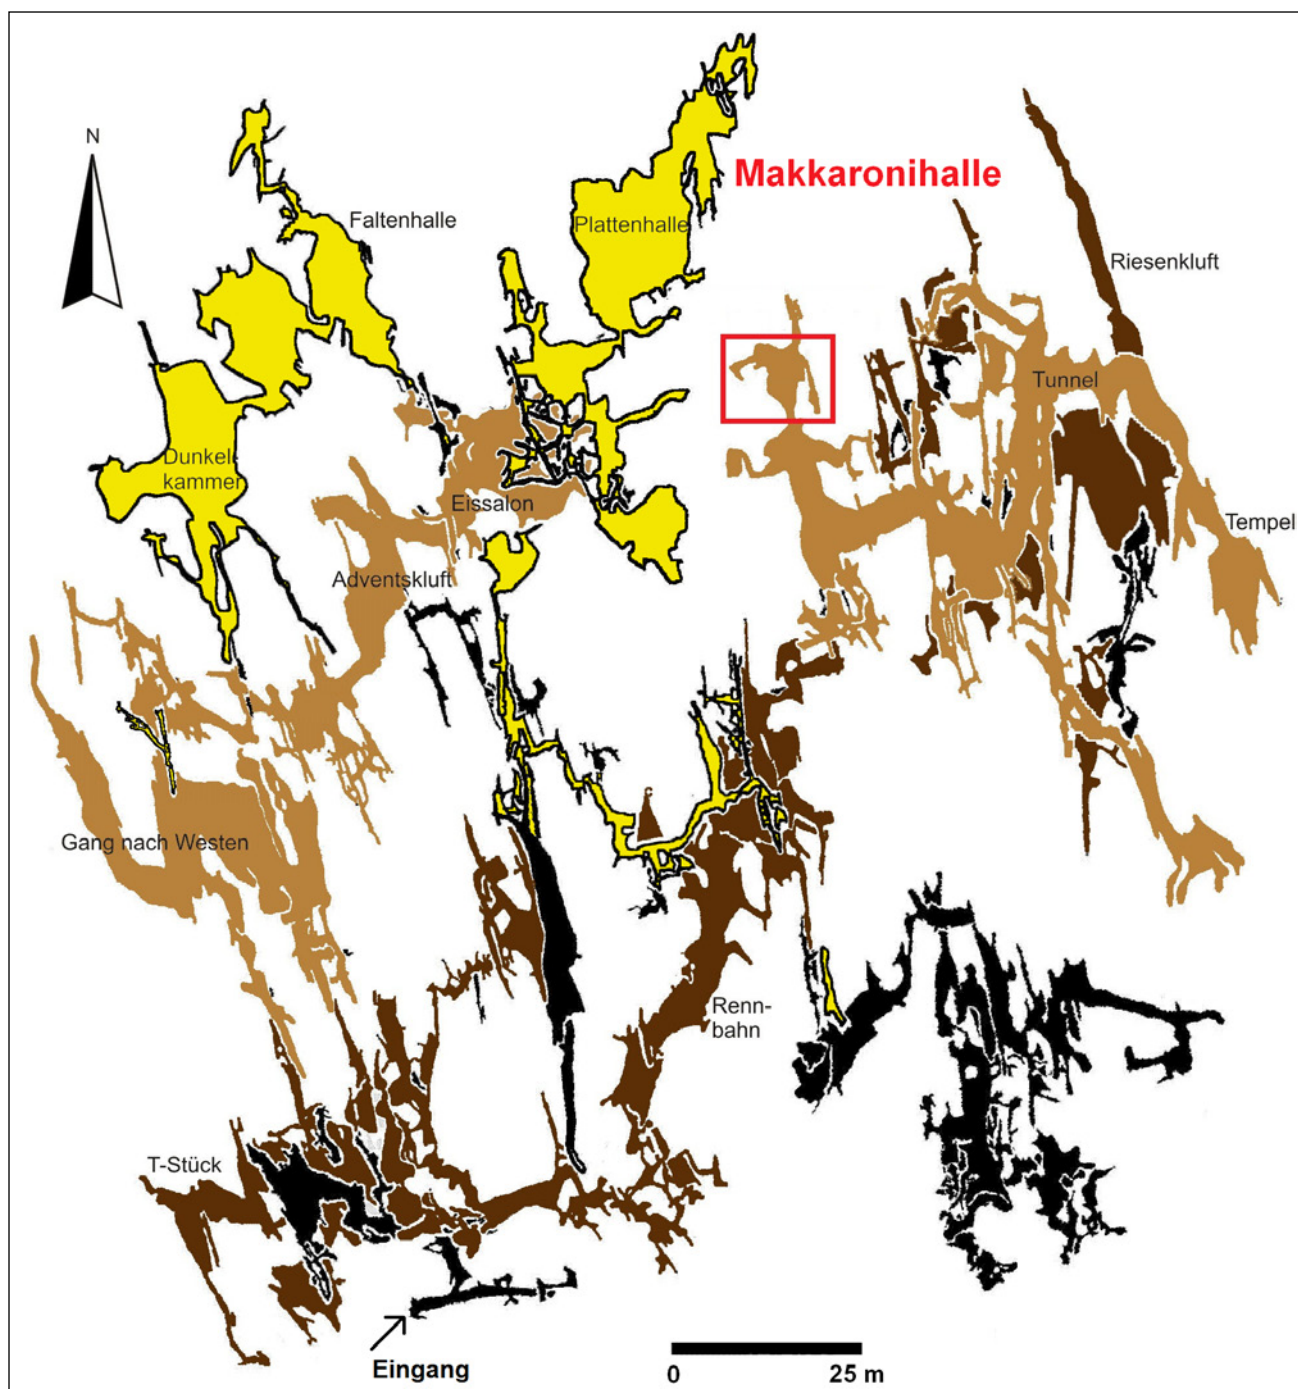 N
Makkaronihalle
Faltenhalle
Plattenhalle
Riesenkluft
Tunnel
Dunkel-
kammer
Eissalon
Tempel
Adventskluft
Gang nach Westen
Renn-
bahn
T-Stück
Eingang
0
25 m